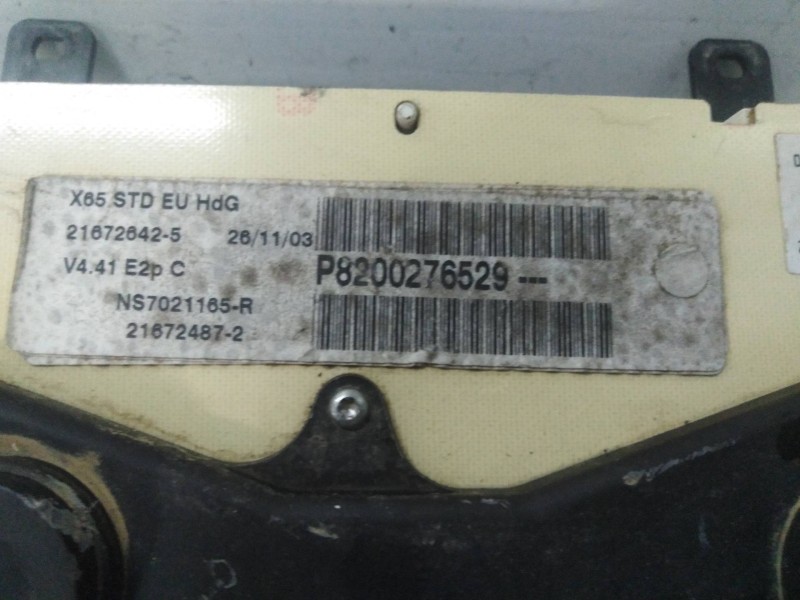 X65 STD EU HdG
21672642-5 26/11/03
V4.41 E2p C
P8200276529 ---
NS7021165-R
21672487-2